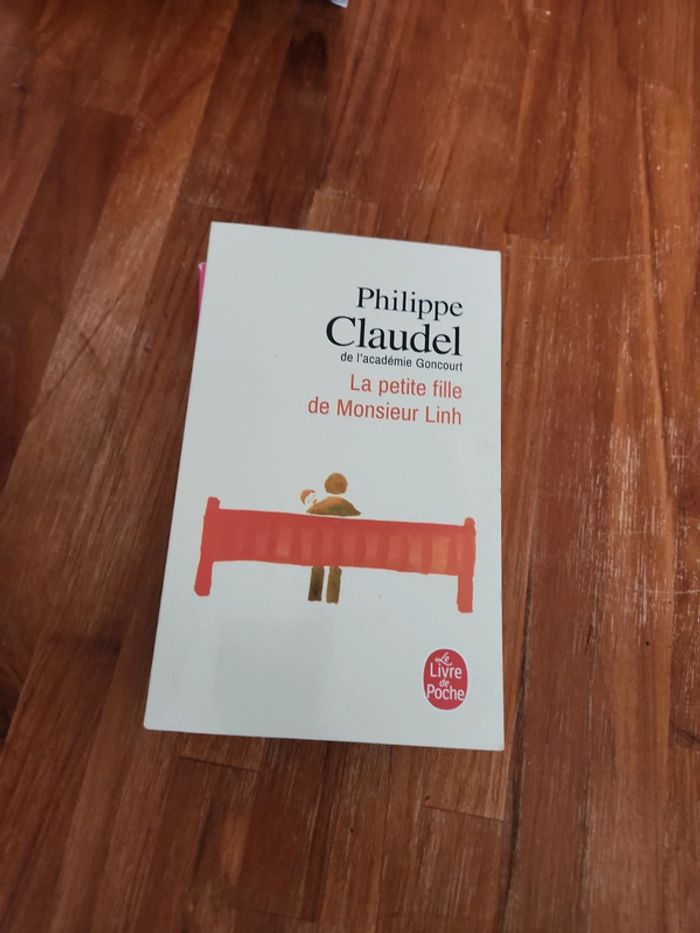 Philippe
Claudel
de l'académie Goncourt
La petite fille
de Monsieur Linh
Le
Livre
de
Poche